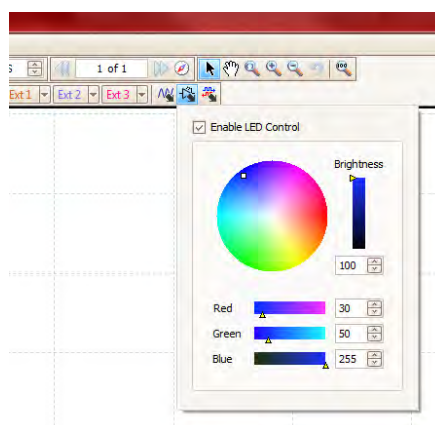 S 1 of 1 100
Ext 1 Ext 2 Ext 3
Enable LED Control
Brightness
100
Red 30
Green 50
Blue 255